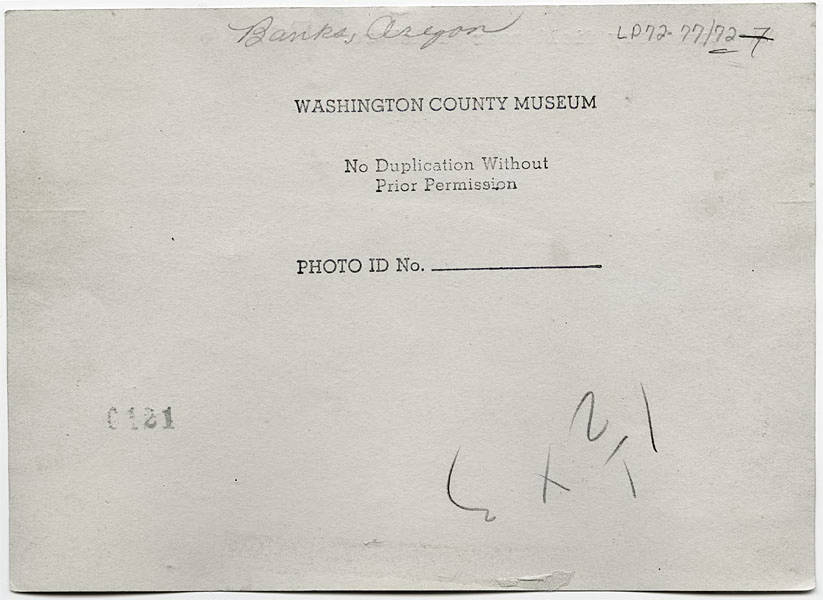 Banks, Oregon
LP72-77/72-7
WASHINGTON COUNTY MUSEUM
No Duplication Without
Prior Permission
PHOTO ID No.
0121